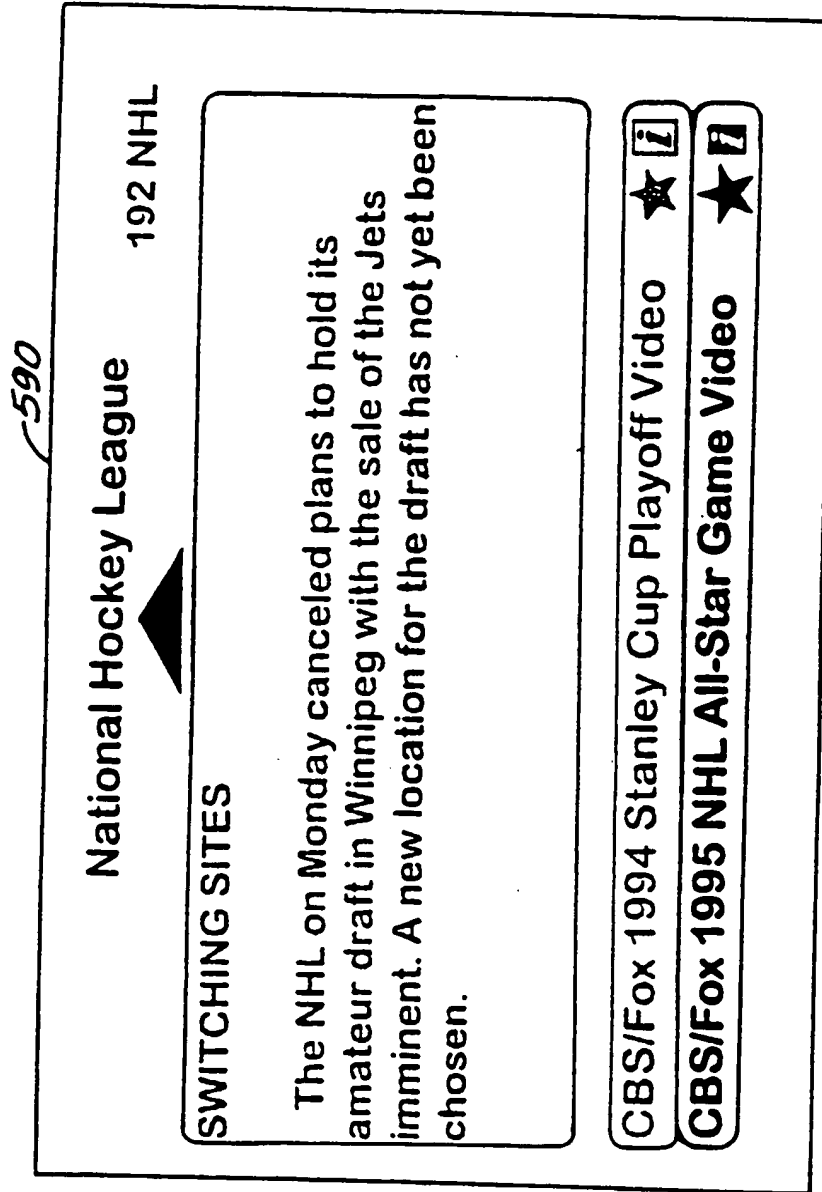 590
National Hockey League
192 NHL
SWITCHING SITES
The NHL on Monday canceled plans to hold its
amateur draft in Winnipeg with the sale of the Jets
imminent. A new location for the draft has not yet been
chosen.
CBS/Fox 1994 Stanley Cup Playoff Video i
CBS/Fox 1995 NHL All-Star Game Video i